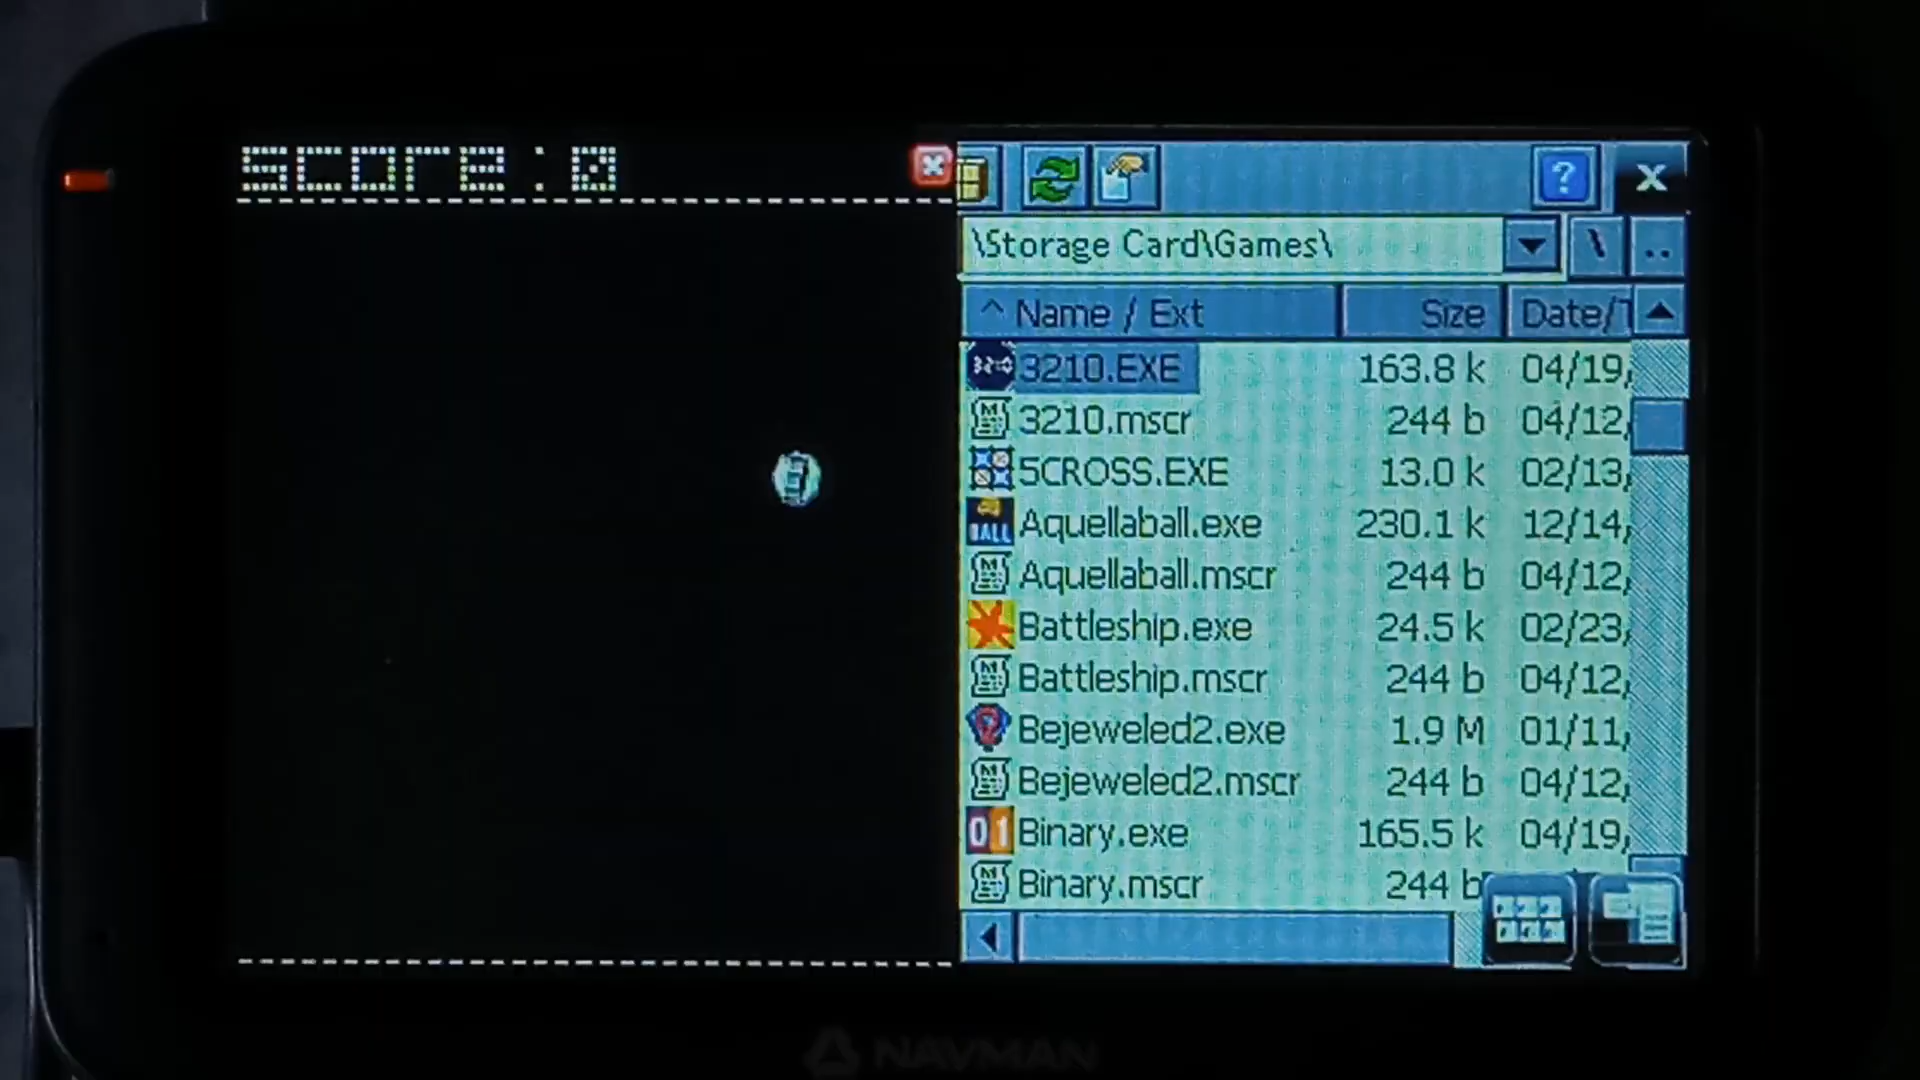 score:0
? X
\Storage Card\Games\ \ ..
^ Name / Ext Size Date/T
3210.EXE 163.8 k 04/19,
3210.mscr 244 b 04/12,
5CROSS.EXE 13.0 k 02/13,
BALL Aquellaball.exe 230.1 k 12/14,
Aquellaball.mscr 244 b 04/12,
Battleship.exe 24.5 k 02/23,
Battleship.mscr 244 b 04/12,
Bejeweled2.exe 1.9 M 01/11,
Bejeweled2.mscr 244 b 04/12,
01 Binary.exe 165.5 k 04/19,
Binary.mscr 244 b
NAVMAN